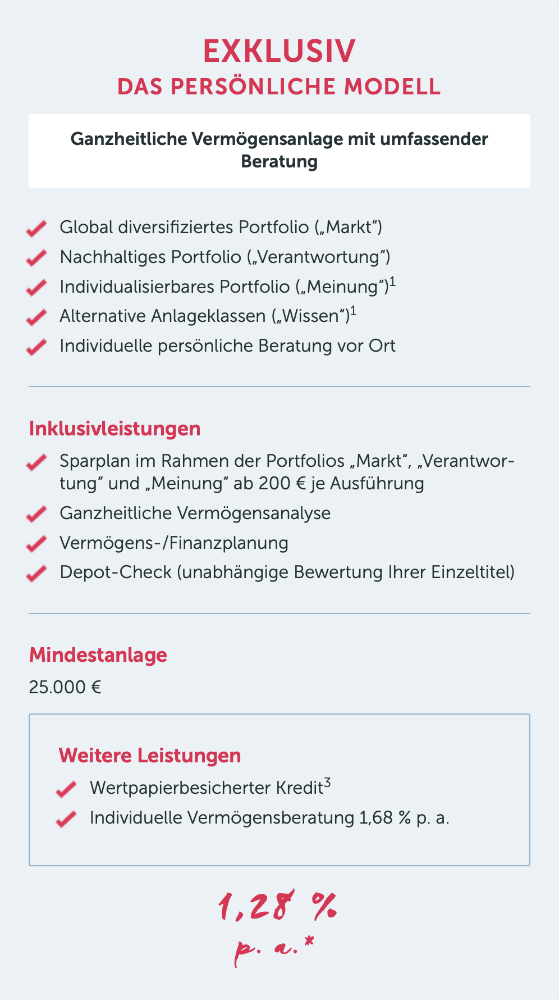 EXKLUSIV
DAS PERSÖNLICHE MODELL
Ganzheitliche Vermögensanlage mit umfassender
Beratung
Global diversifiziertes Portfolio („Markt“)
Nachhaltiges Portfolio („Verantwortung“)
Individualisierbares Portfolio („Meinung“)¹
Alternative Anlageklassen („Wissen“)¹
Individuelle persönliche Beratung vor Ort
Inklusivleistungen
Sparplan im Rahmen der Portfolios „Markt“, „Verantwor-
tung“ und „Meinung“ ab 200 € je Ausführung
Ganzheitliche Vermögensanalyse
Vermögens-/Finanzplanung
Depot-Check (unabhängige Bewertung Ihrer Einzeltitel)
Mindestanlage
25.000 €
Weitere Leistungen
Wertpapierbesicherter Kredit³
Individuelle Vermögensberatung 1,68 % p. a.
1,28 %
p. a.*